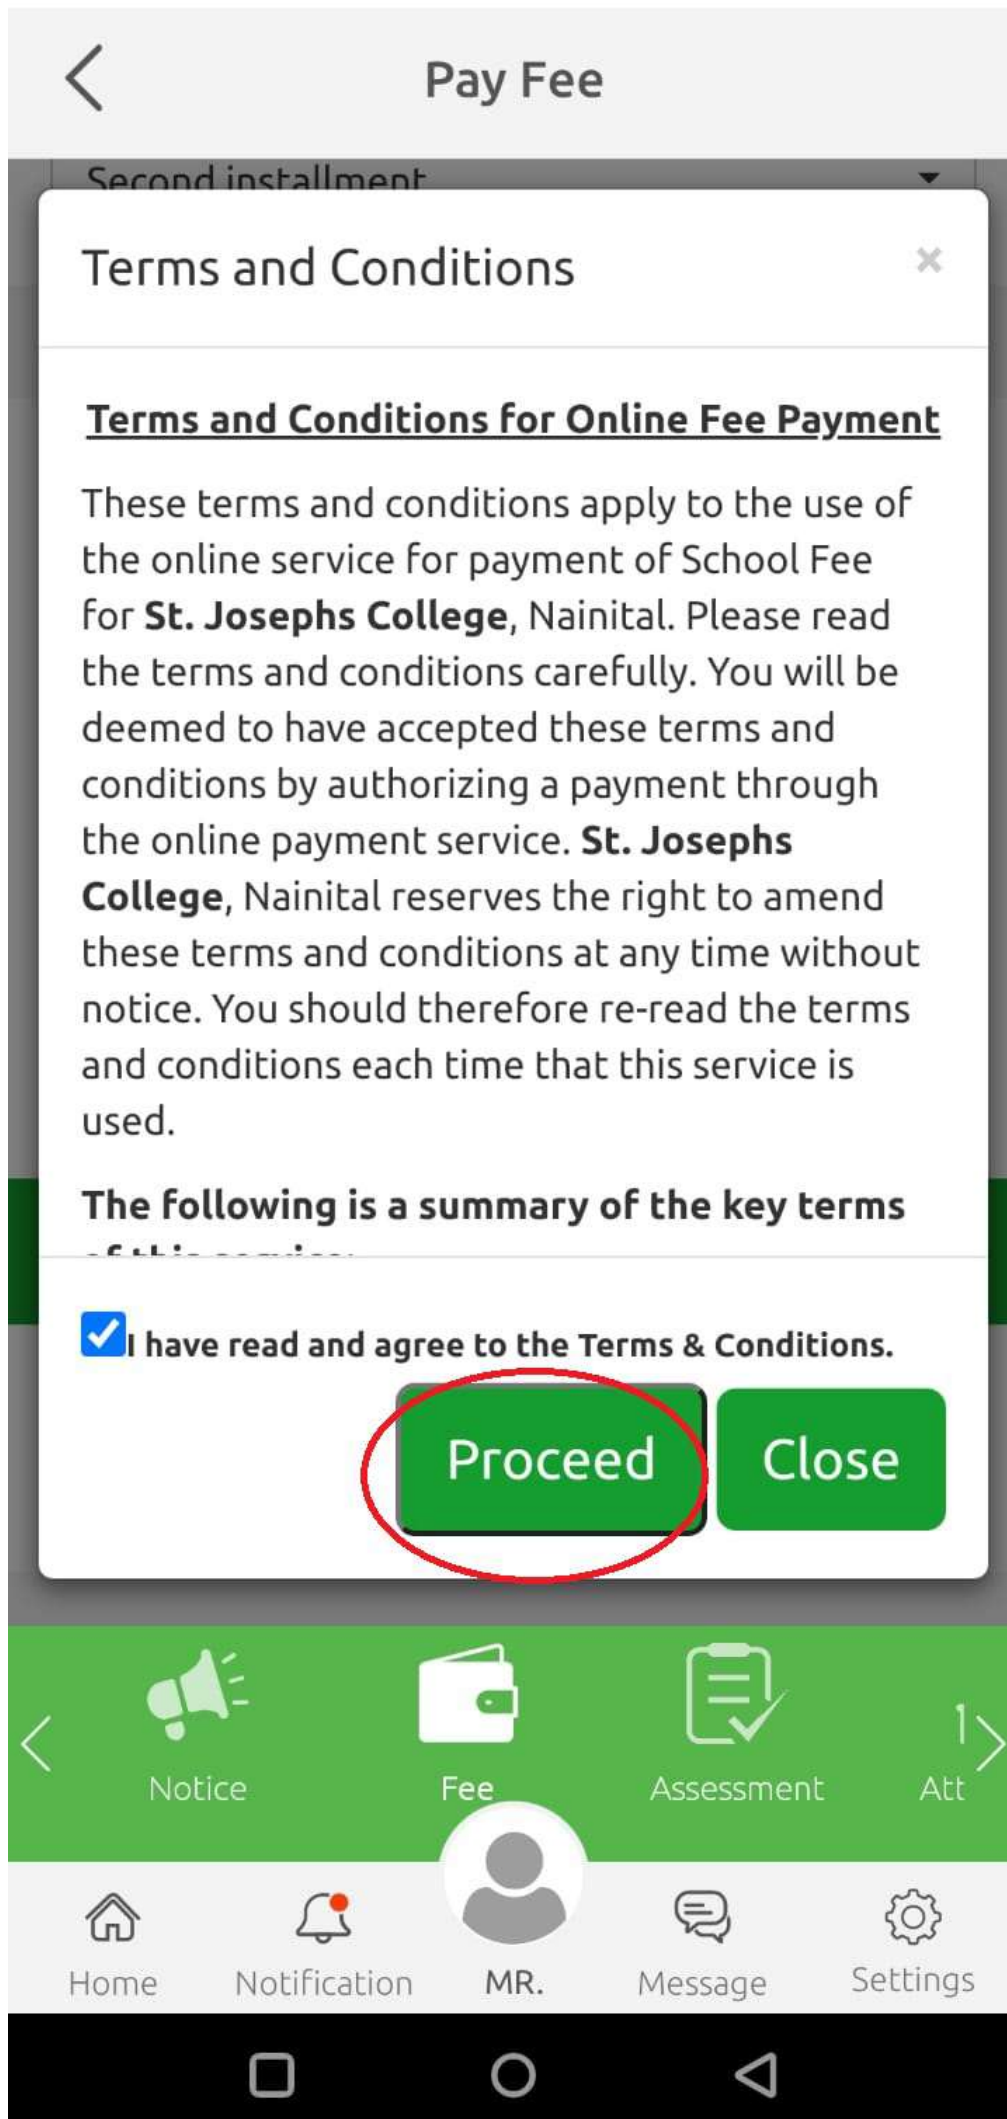 Pay Fee
Second installment
Terms and Conditions ×
Terms and Conditions for Online Fee Payment
These terms and conditions apply to the use of
the online service for payment of School Fee
for St. Josephs College, Nainital. Please read
the terms and conditions carefully. You will be
deemed to have accepted these terms and
conditions by authorizing a payment through
the online payment service. St. Josephs
College, Nainital reserves the right to amend
these terms and conditions at any time without
notice. You should therefore re-read the terms
and conditions each time that this service is
used.
The following is a summary of the key terms
of this service:
I have read and agree to the Terms & Conditions.
Proceed Close
Notice Fee Assessment Att
Home Notification MR. Message Settings